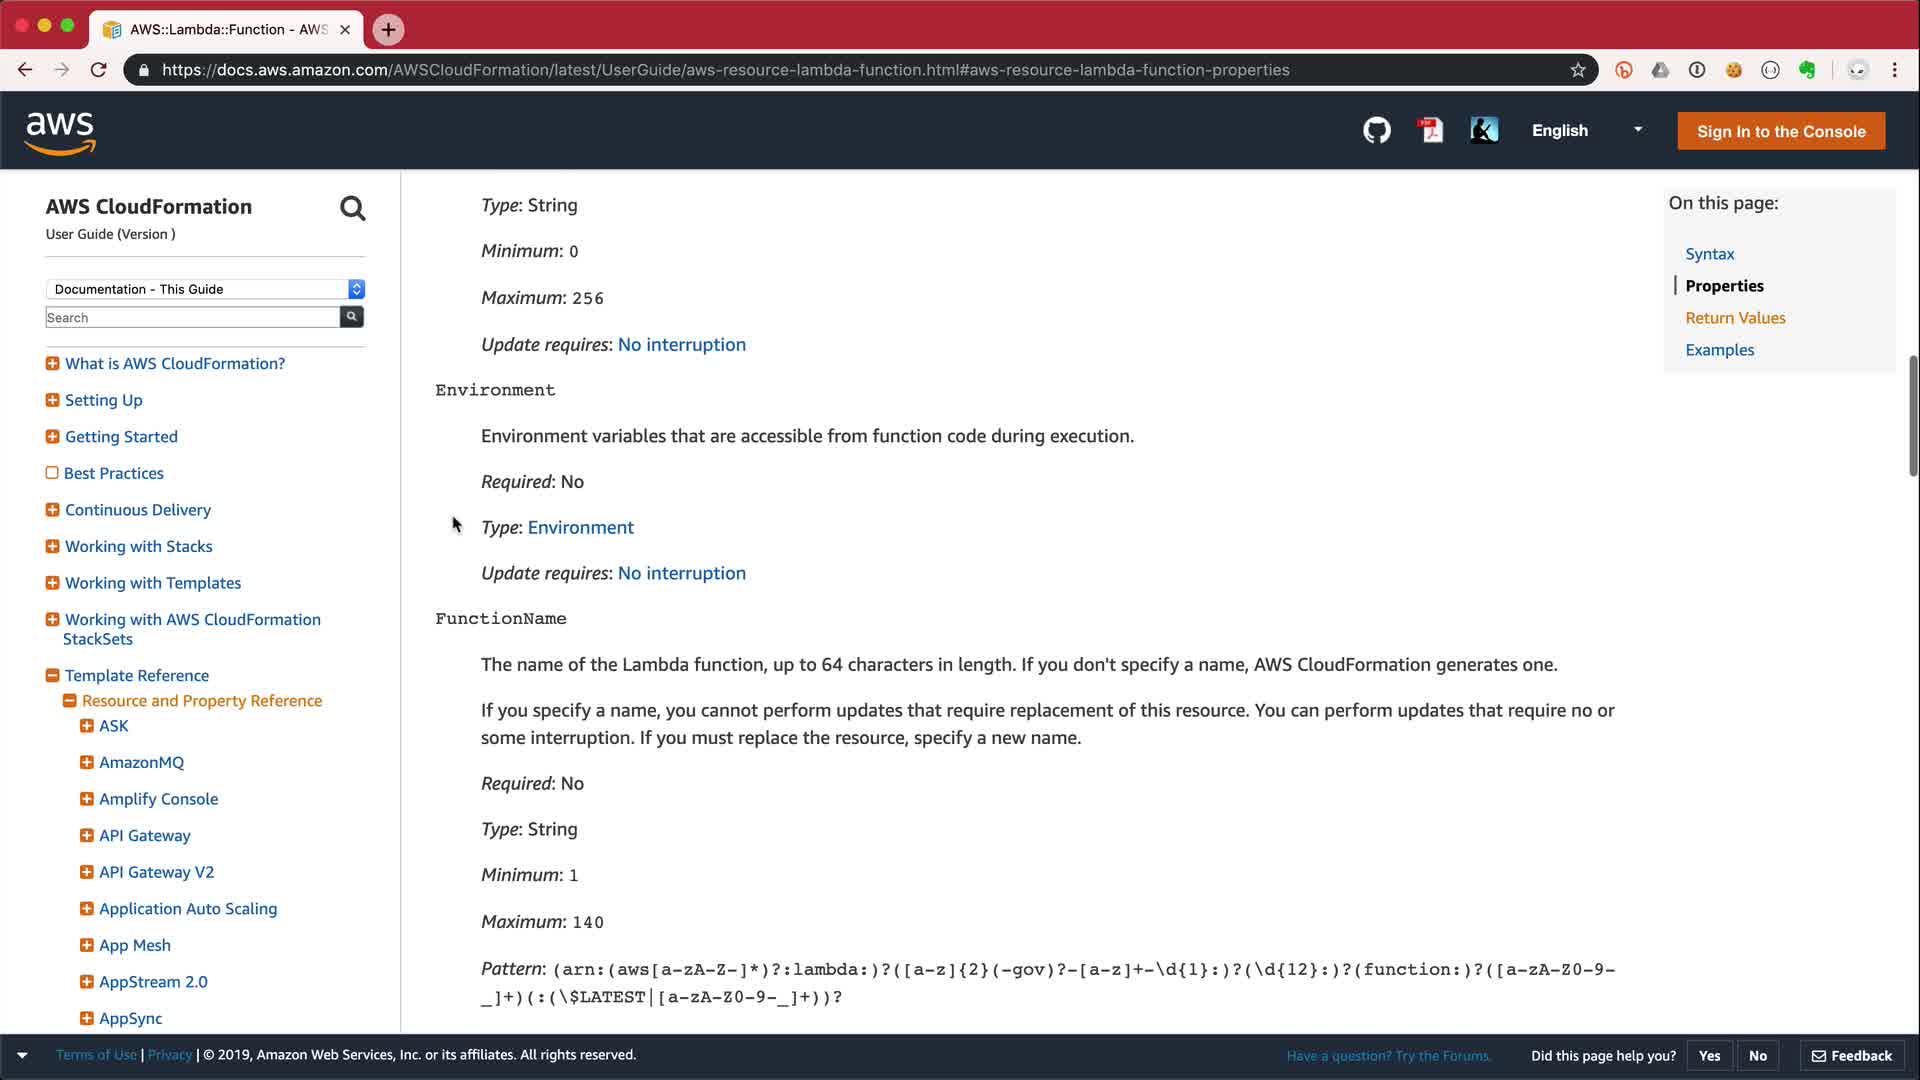 AWS::Lambda::Function - AWS
https://docs.aws.amazon.com/AWSCloudFormation/latest/UserGuide/aws-resource-lambda-function.html#aws-resource-lambda-function-properties
aws
English
Sign In to the Console
AWS CloudFormation
User Guide (Version )
Documentation - This Guide
Search
What is AWS CloudFormation?
Setting Up
Getting Started
Best Practices
Continuous Delivery
Working with Stacks
Working with Templates
Working with AWS CloudFormation
StackSets
Template Reference
Resource and Property Reference
ASK
AmazonMQ
Amplify Console
API Gateway
API Gateway V2
Application Auto Scaling
App Mesh
AppStream 2.0
AppSync
Type: String
Minimum: 0
Maximum: 256
Update requires: No interruption
Environment
Environment variables that are accessible from function code during execution.
Required: No
Type: Environment
Update requires: No interruption
FunctionName
The name of the Lambda function, up to 64 characters in length. If you don't specify a name, AWS CloudFormation generates one.
If you specify a name, you cannot perform updates that require replacement of this resource. You can perform updates that require no or
some interruption. If you must replace the resource, specify a new name.
Required: No
Type: String
Minimum: 1
Maximum: 140
Pattern: (arn:(aws[a-zA-Z-]*)?:lambda:)?([a-z]{2}(-gov)?-[a-z]+-\d{1}:)?(\d{12}:)?(function:)?([a-zA-Z0-9-
_]+)(:(\$LATEST|[a-zA-Z0-9-_]+))?
On this page:
Syntax
Properties
Return Values
Examples
Terms of Use | Privacy | © 2019, Amazon Web Services, Inc. or its affiliates. All rights reserved.
Have a question? Try the Forums.
Did this page help you?
Yes
No
Feedback